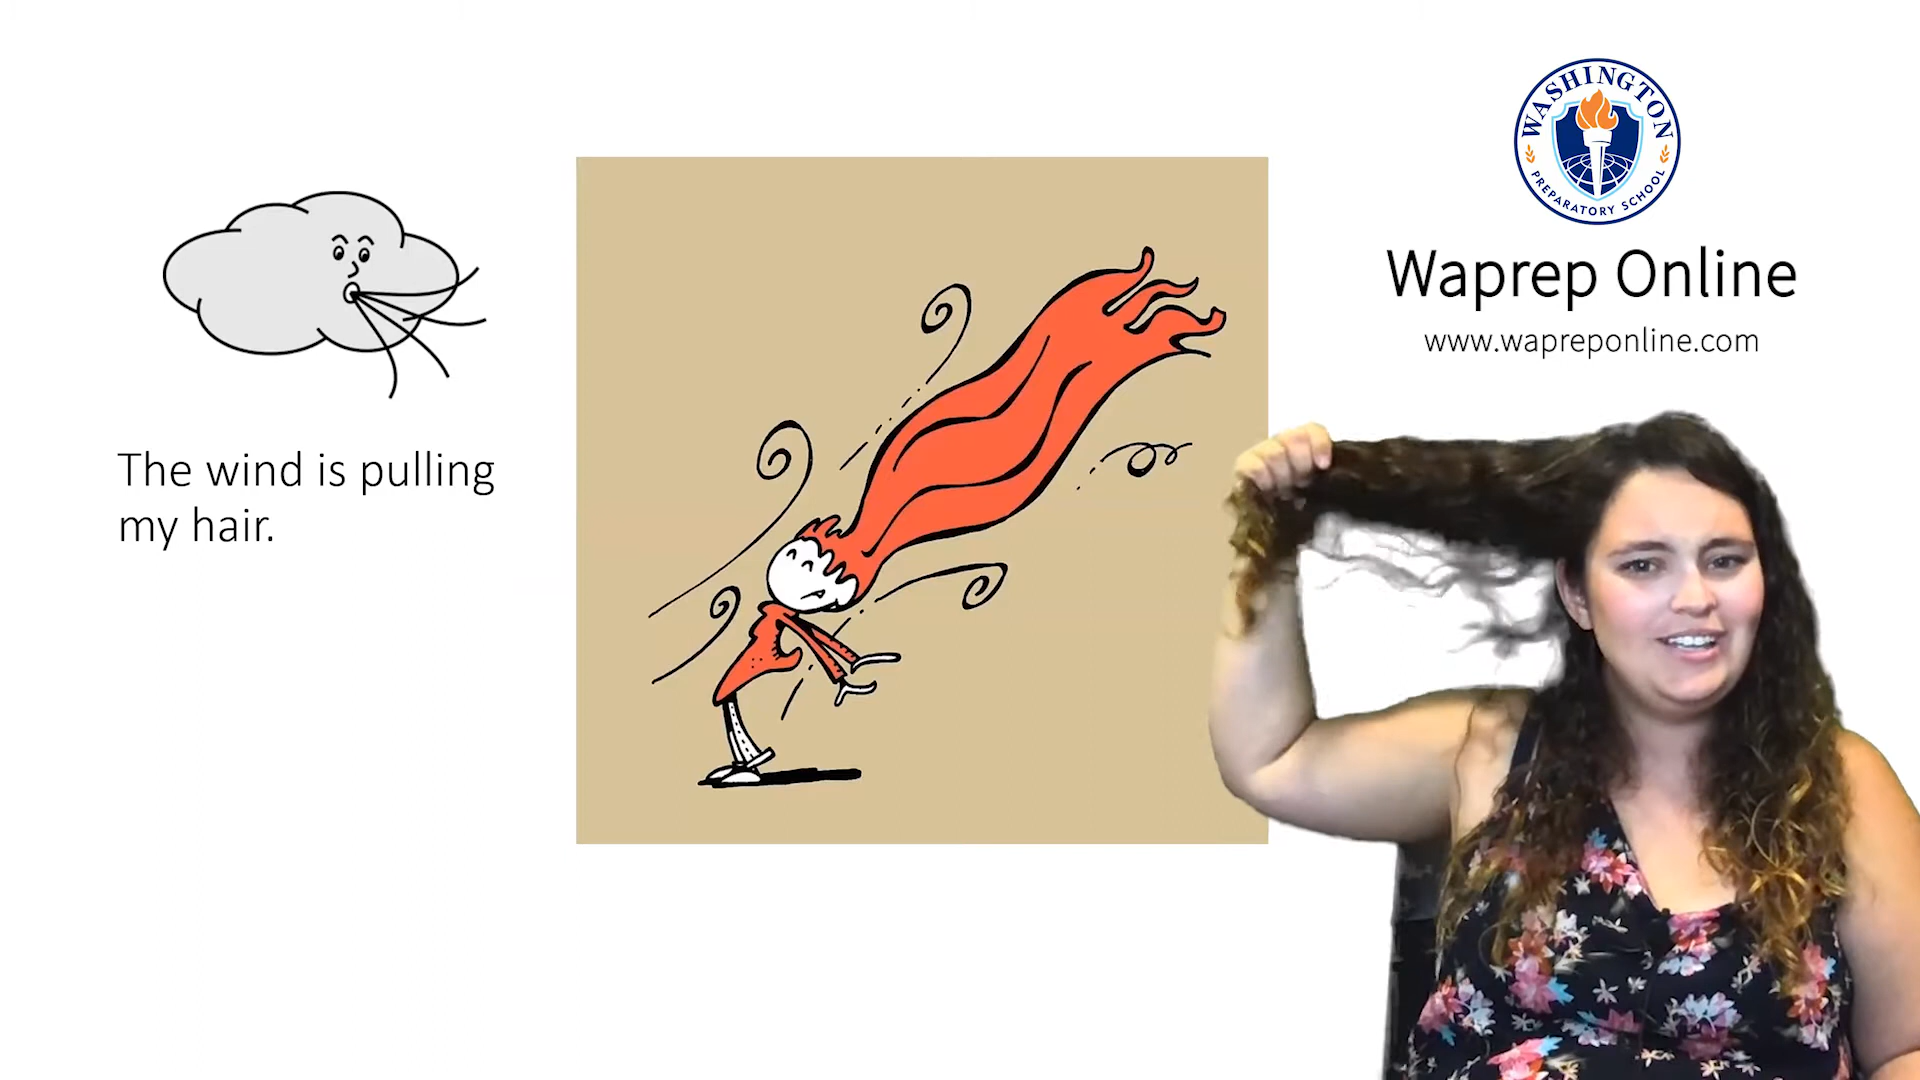 The wind is pulling
my hair.
WASHINGTON
PREPARATORY SCHOOL
Waprep Online
www.wapreponline.com